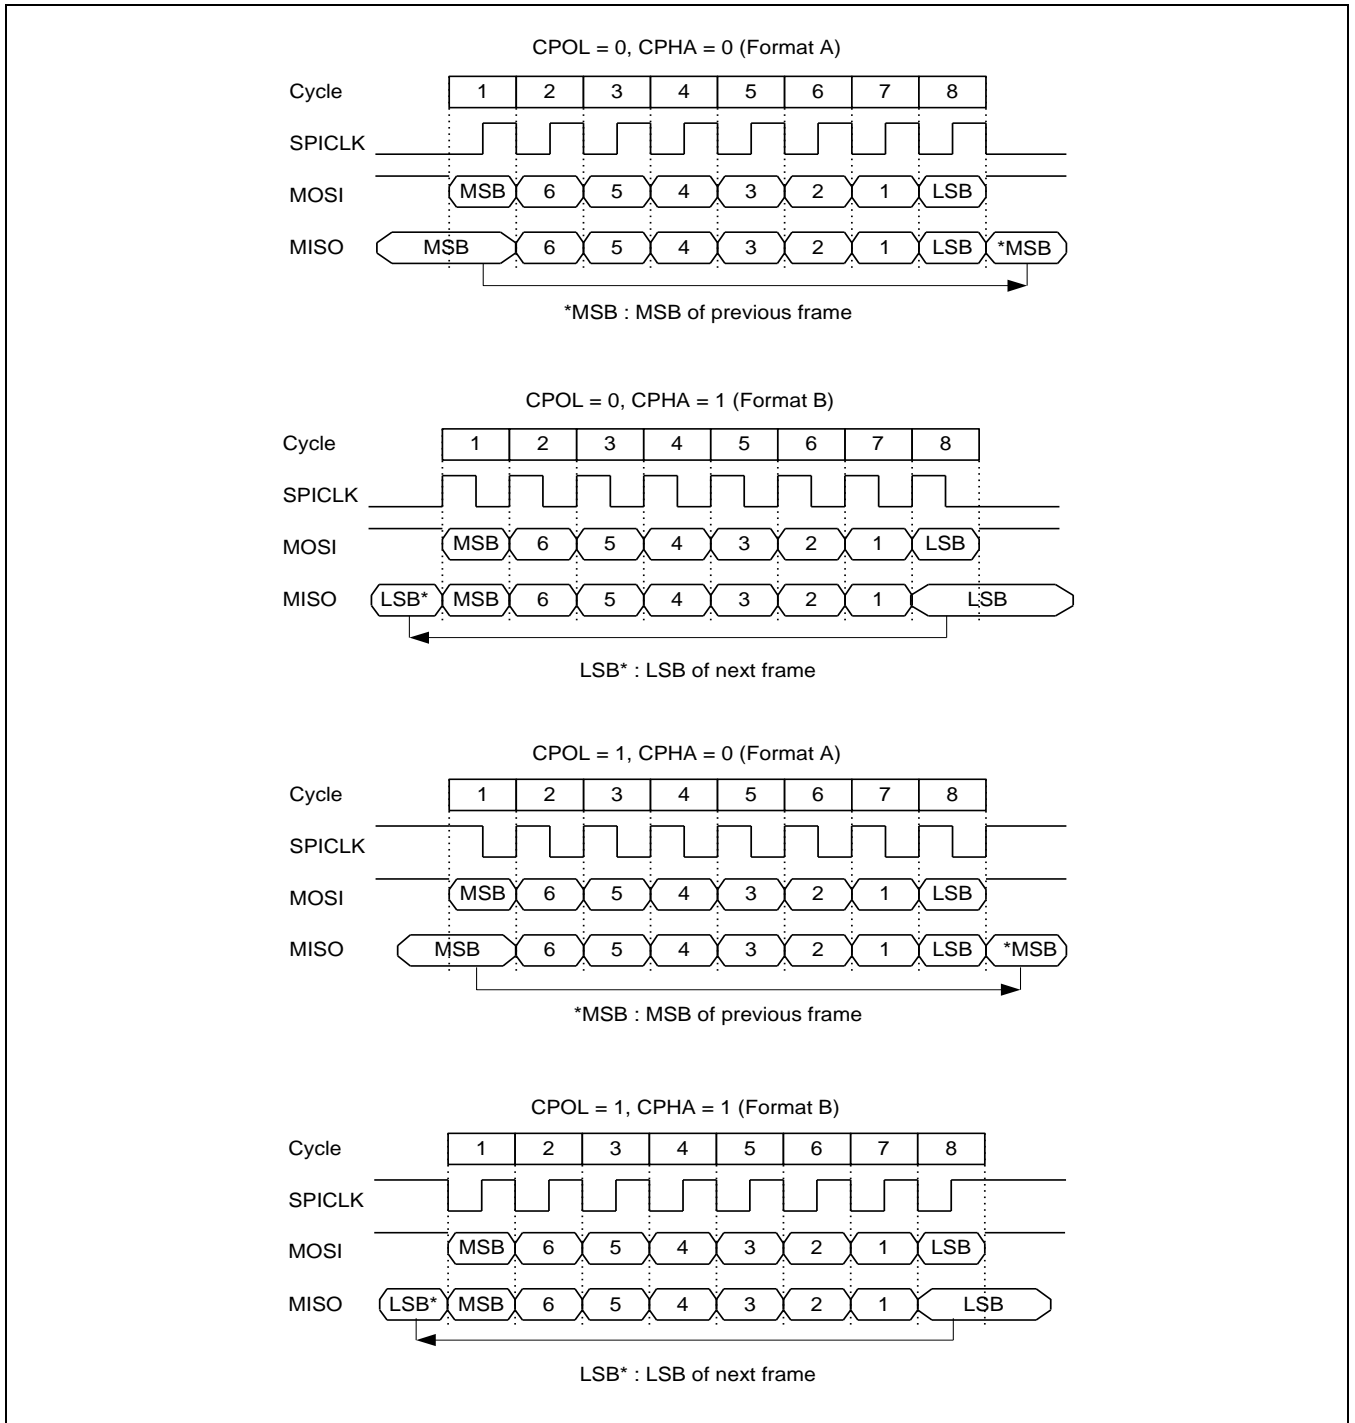 CPOL = 0, CPHA = 0 (Format A)
Cycle 1 2 3 4 5 6 7 8
SPICLK
MOSI MSB 6 5 4 3 2 1 LSB
MISO MSB 6 5 4 3 2 1 LSB *MSB
*MSB : MSB of previous frame
CPOL = 0, CPHA = 1 (Format B)
Cycle 1 2 3 4 5 6 7 8
SPICLK
MOSI MSB 6 5 4 3 2 1 LSB
MISO LSB* MSB 6 5 4 3 2 1 LSB
LSB* : LSB of next frame
CPOL = 1, CPHA = 0 (Format A)
Cycle 1 2 3 4 5 6 7 8
SPICLK
MOSI MSB 6 5 4 3 2 1 LSB
MISO MSB 6 5 4 3 2 1 LSB *MSB
*MSB : MSB of previous frame
CPOL = 1, CPHA = 1 (Format B)
Cycle 1 2 3 4 5 6 7 8
SPICLK
MOSI MSB 6 5 4 3 2 1 LSB
MISO LSB* MSB 6 5 4 3 2 1 LSB
LSB* : LSB of next frame